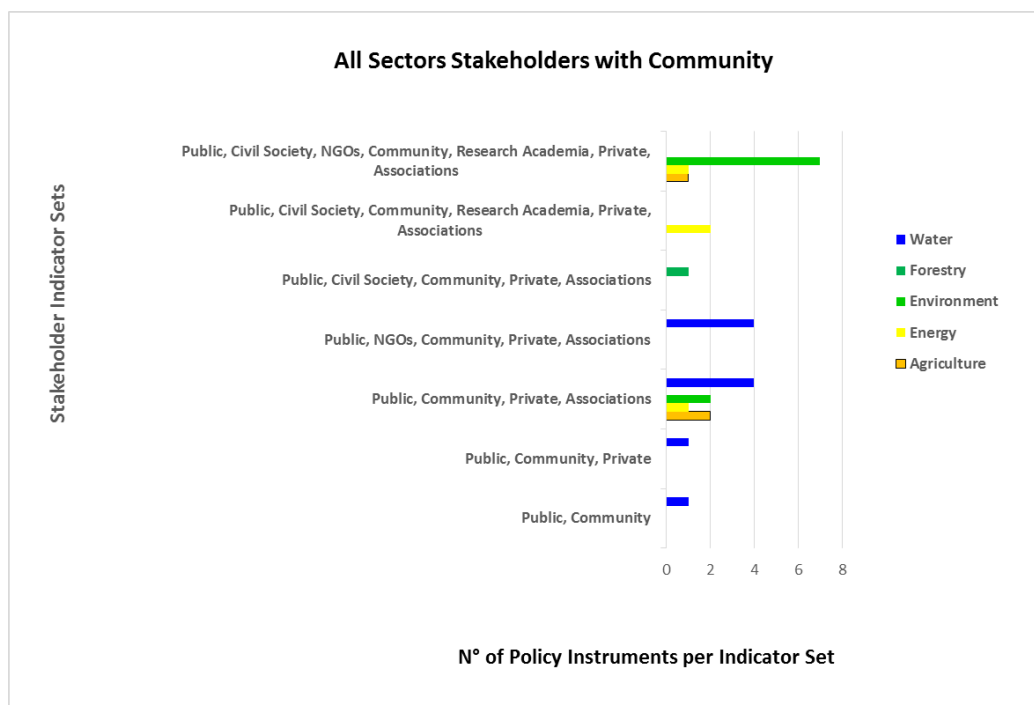 All Sectors Stakeholders with Community
Stakeholder Indicator Sets
Public, Civil Society, NGOs, Community, Research Academia, Private,
Associations
Public, Civil Society, Community, Research Academia, Private,
Associations
Public, Civil Society, Community, Private, Associations
Public, NGOs, Community, Private, Associations
Public, Community, Private, Associations
Public, Community, Private
Public, Community
0 2 4 6 8
N° of Policy Instruments per Indicator Set
Water
Forestry
Environment
Energy
Agriculture